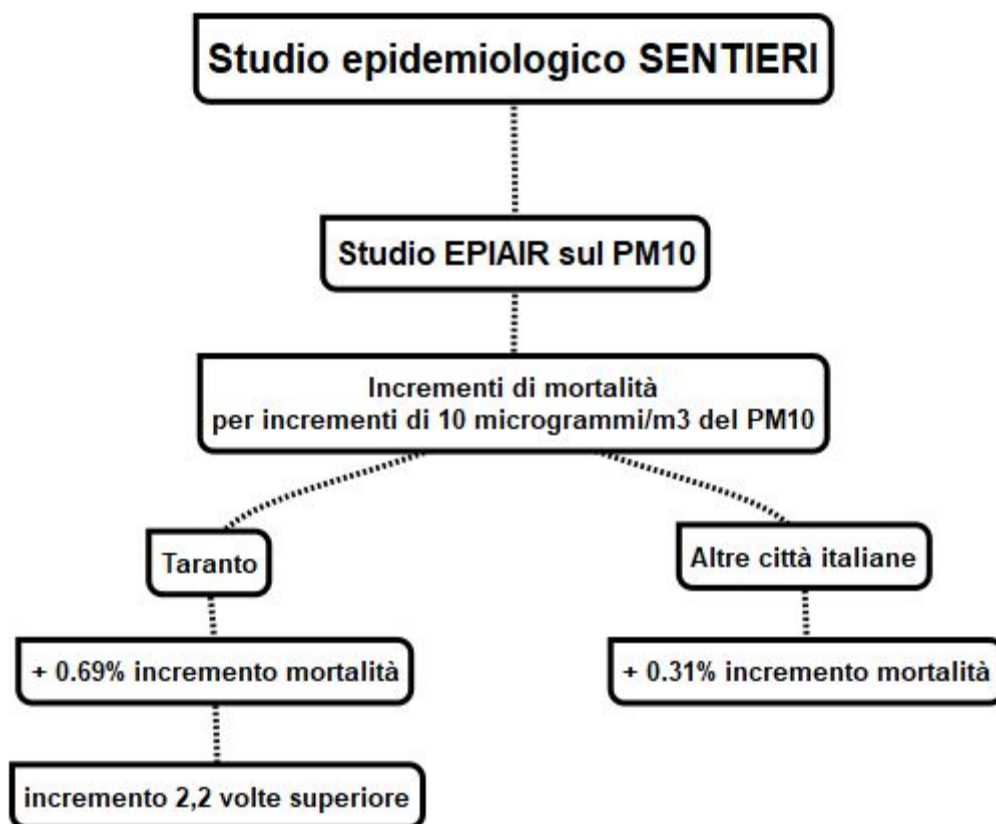 Studio epidemiologico SENTIERI
Studio EPIAIR sul PM10
Incrementi di mortalità
per incrementi di 10 microgrammi/m3 del PM10
Taranto
Altre città italiane
+ 0.69% incremento mortalità
+ 0.31% incremento mortalità
incremento 2,2 volte superiore